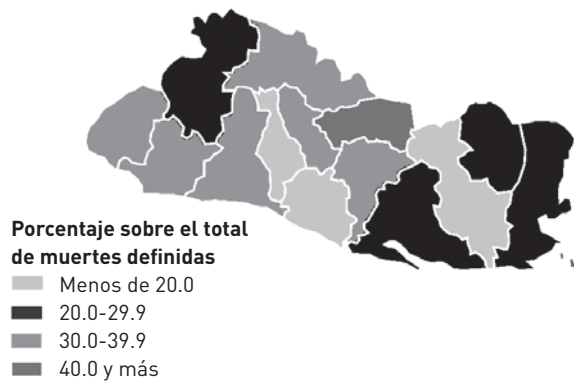 Porcentaje sobre el total
de muertes definidas
Menos de 20.0
20.0-29.9
30.0-39.9
40.0 y más